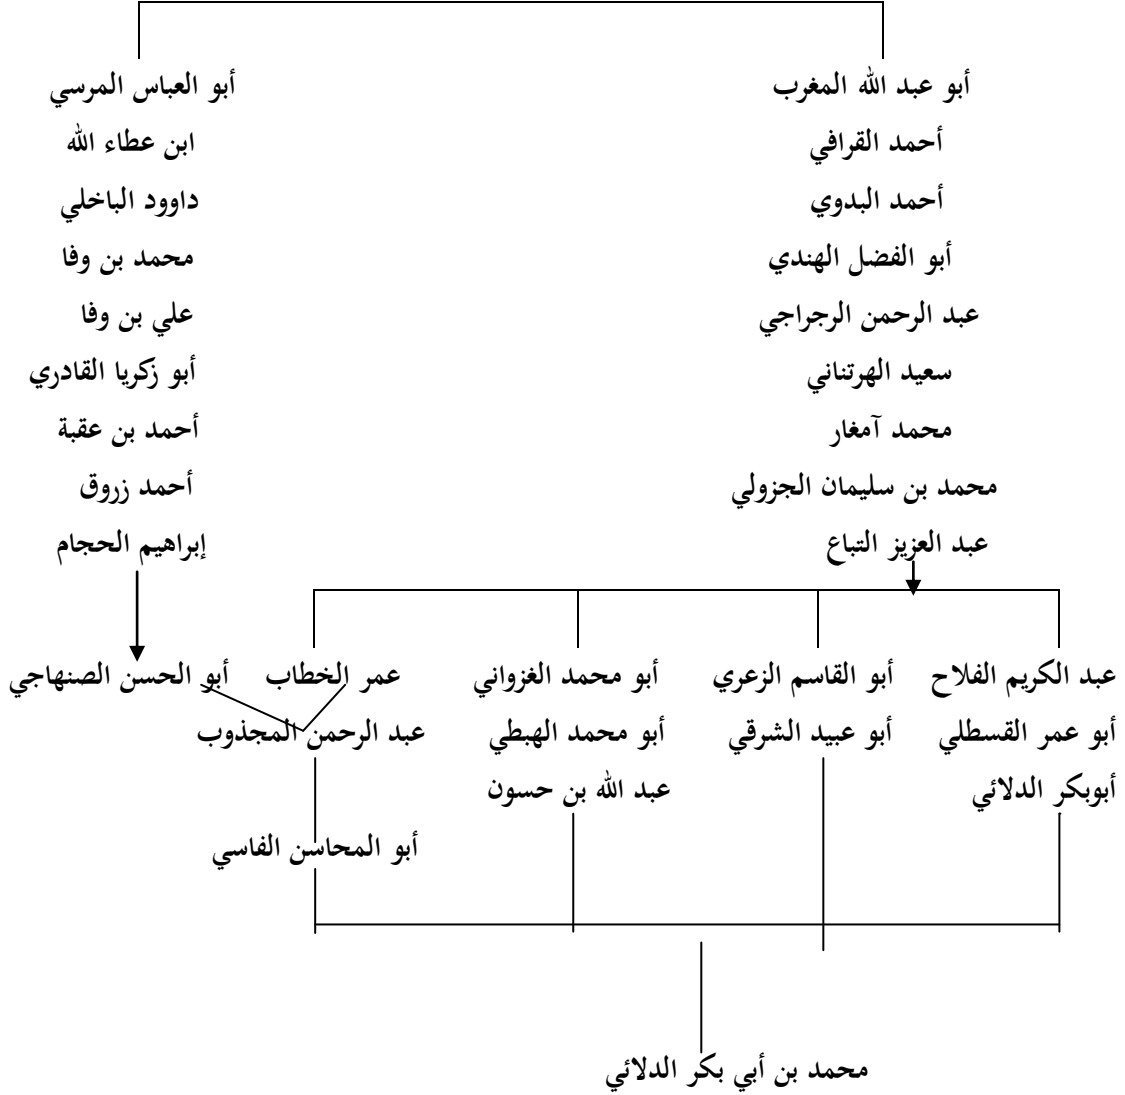 أبو عبد الله المغرب
أبو العباس المرسي
أحمد القرافي
ابن عطاء الله
أحمد البدوي
داوود الباخلي
أبو الفضل الهندي
محمد بن وفا
عبد الرحمن الرجراجي
علي بن وفا
سعيد الهرتناني
أبو زكريا القادري
محمد آمغار
أحمد بن عقبة
محمد بن سليمان الجزولي
أحمد زروق
عبد العزيز التباع
إبراهيم الحجام
عبد الكريم الفلاح
أبو القاسم الزعري
أبو محمد الغزواني
عمر الخطاب
أبو الحسن الصنهاجي
أبو عمر القسطلي
أبو عبيد الشرقي
أبو محمد الهبطي
عبد الرحمن المجذوب
أبوبكر الدلائي
عبد الله بن حسون
أبو المحاسن الفاسي
محمد بن أبي بكر الدلائي